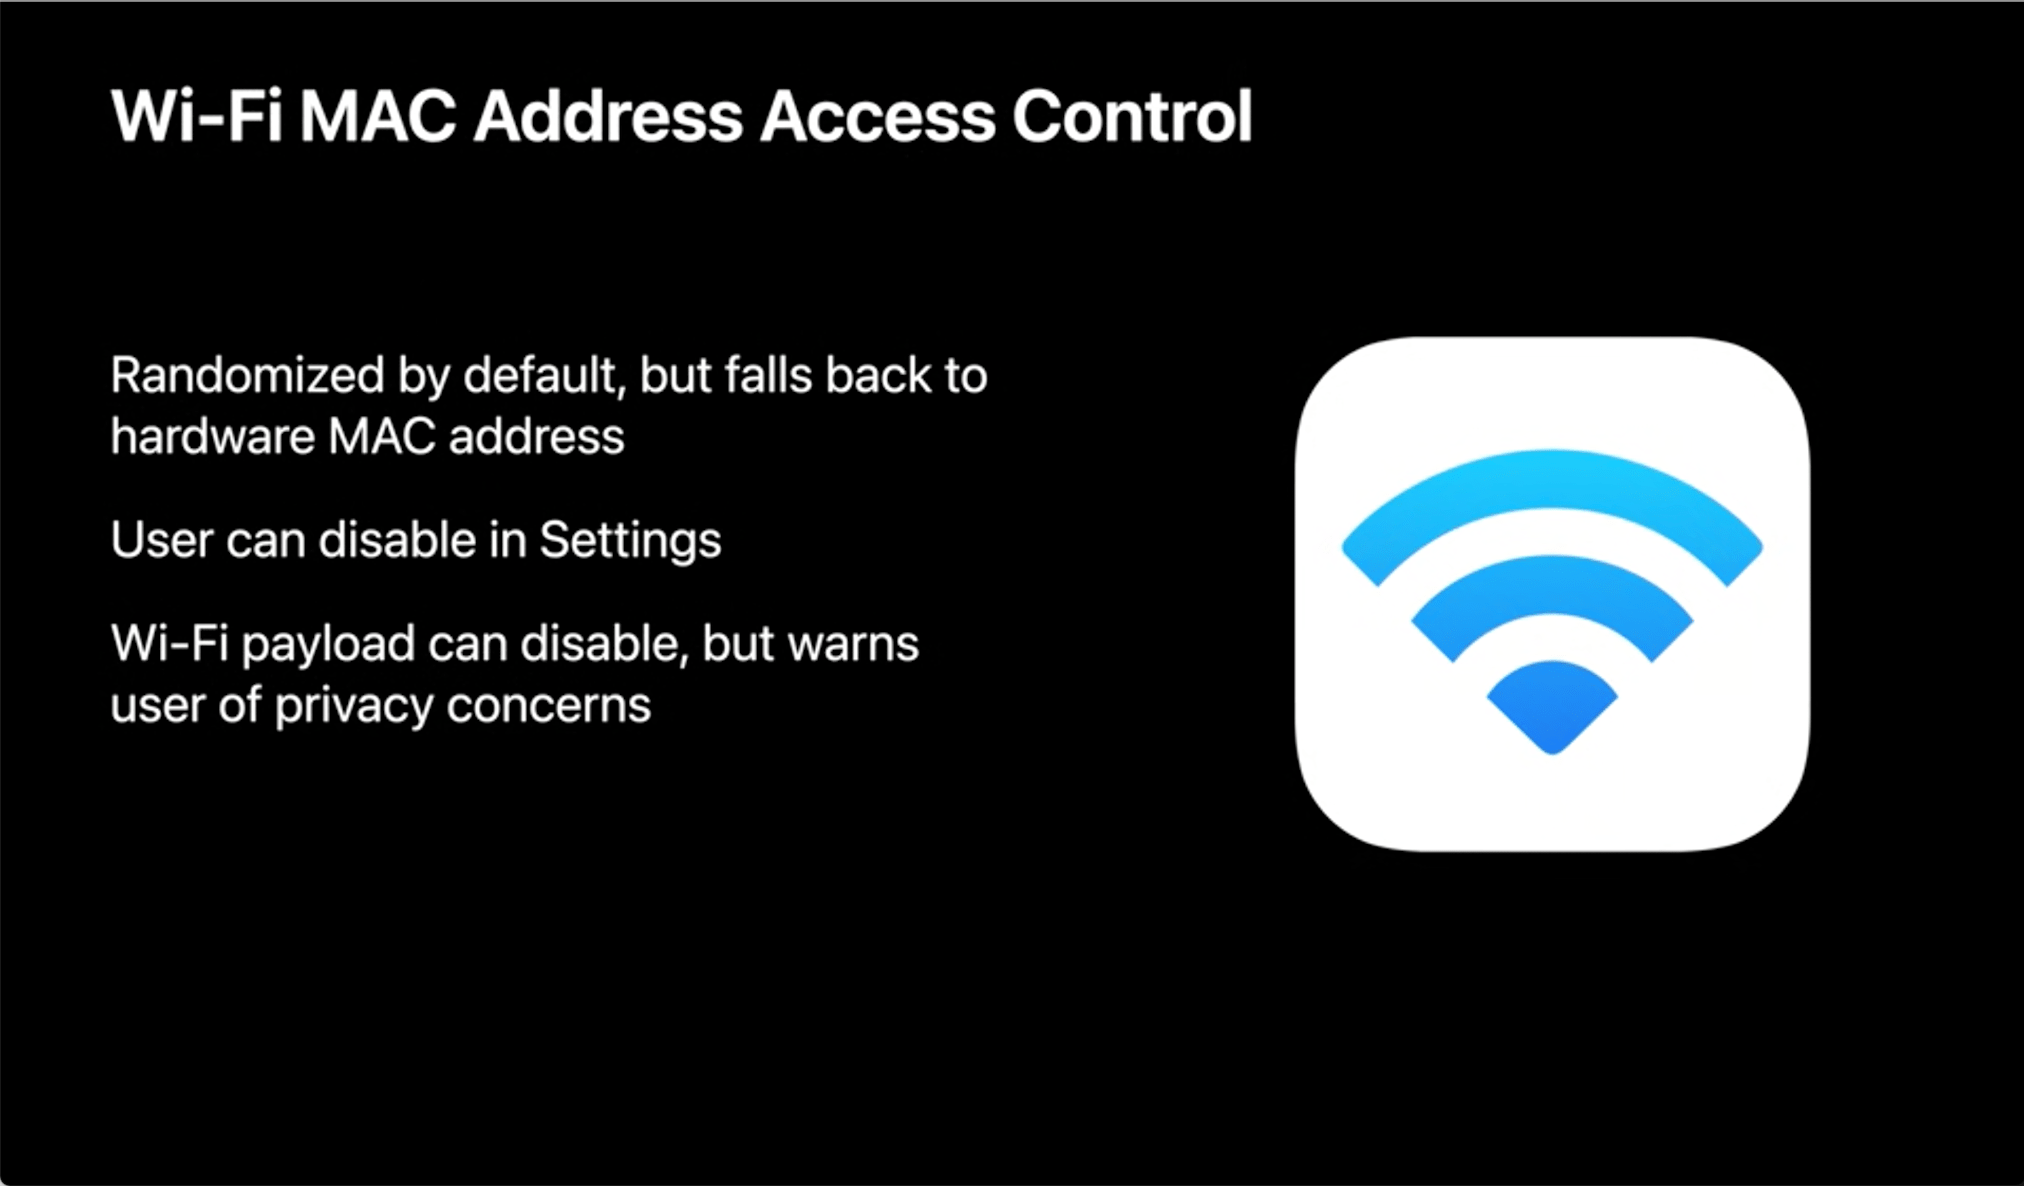 Wi-Fi MAC Address Access Control
Randomized by default, but falls back to
hardware MAC address
User can disable in Settings
Wi-Fi payload can disable, but warns
user of privacy concerns